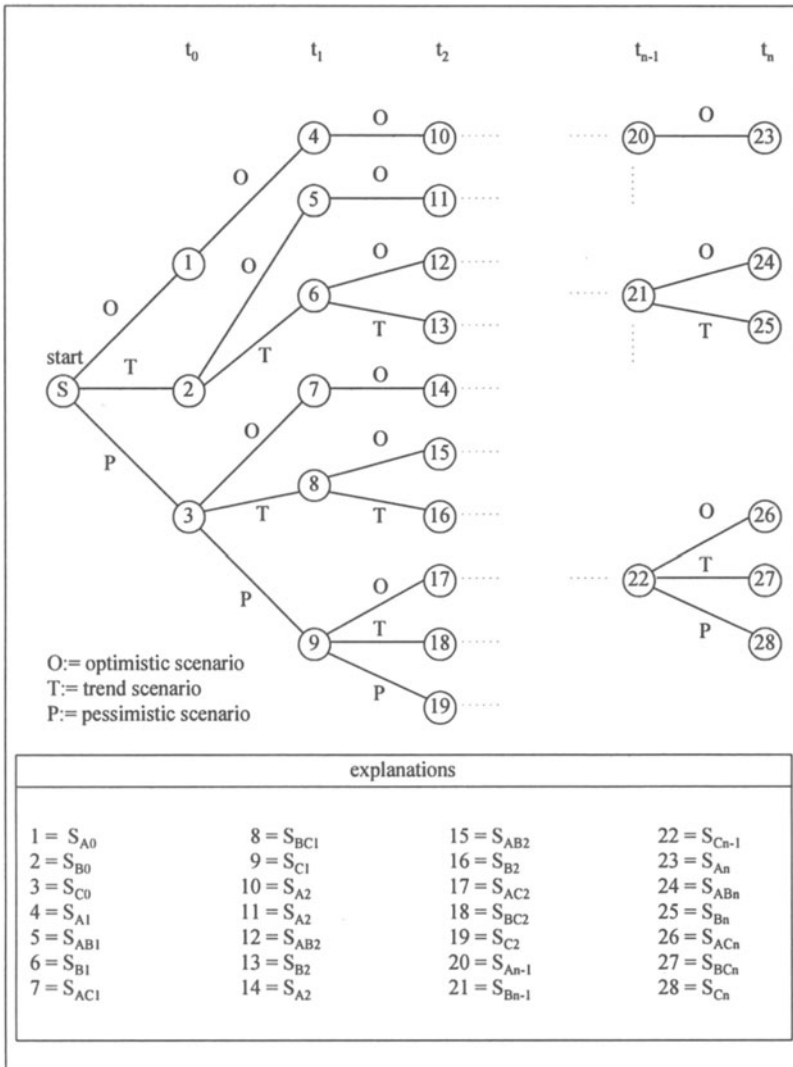 t0 t1 t2 tn-1 tn
4 O 10 ...... ...... 20 O 23
O 5 O 11 ......
1 O O 12 ...... O 24
O 6 ...... 21
T 13 ...... T 25
start T T
S 2 7 O 14 ......
P O O 15 ......
8
3 T T 16 ...... O 26
P O 17 ...... ...... 22 T 27
T
9 18 ...... P 28
O:= optimistic scenario
T:= trend scenario P
P:= pessimistic scenario 19 ......
explanations
1 = SA0 8 = SBC1 15 = SAB2 22 = SCn-1
2 = SB0 9 = SC1 16 = SB2 23 = SAn
3 = SC0 10 = SA2 17 = SAC2 24 = SABn
4 = SA1 11 = SA2 18 = SBC2 25 = SBn
5 = SAB1 12 = SAB2 19 = SC2 26 = SACn
6 = SB1 13 = SB2 20 = SAn-1 27 = SBCn
7 = SAC1 14 = SA2 21 = SBn-1 28 = SCn